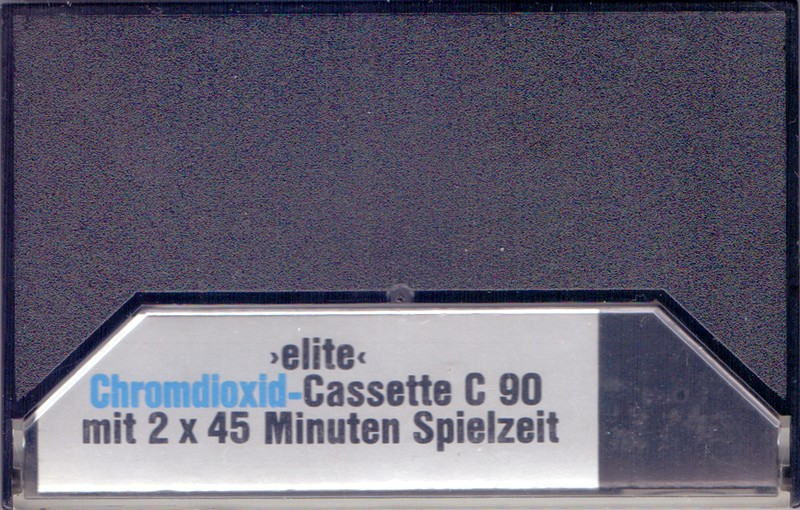 ›elite‹
Chromdioxid-Cassette C 90
mit 2 x 45 Minuten Spielzeit